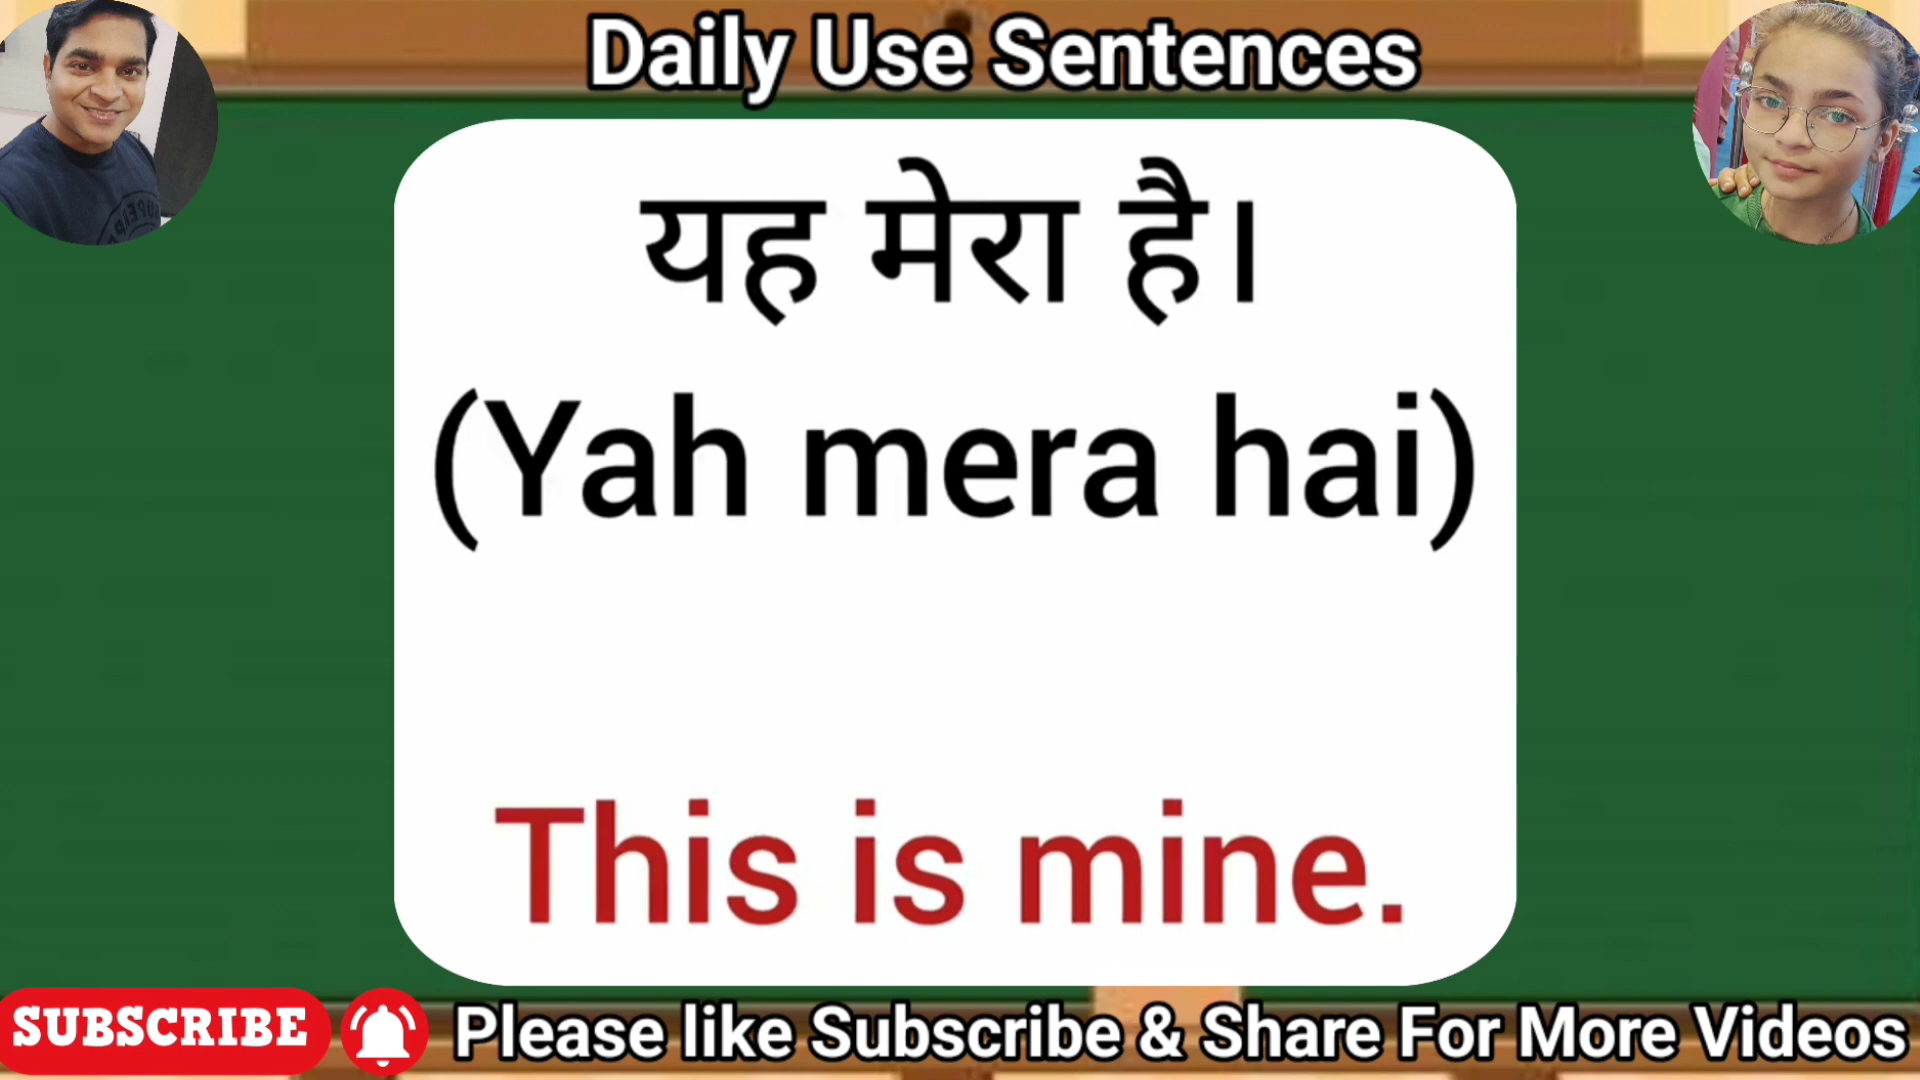 Daily Use Sentences
यह मेरा है।
(Yah mera hai)
This is mine.
SUBSCRIBE
Please like Subscribe & Share For More Videos